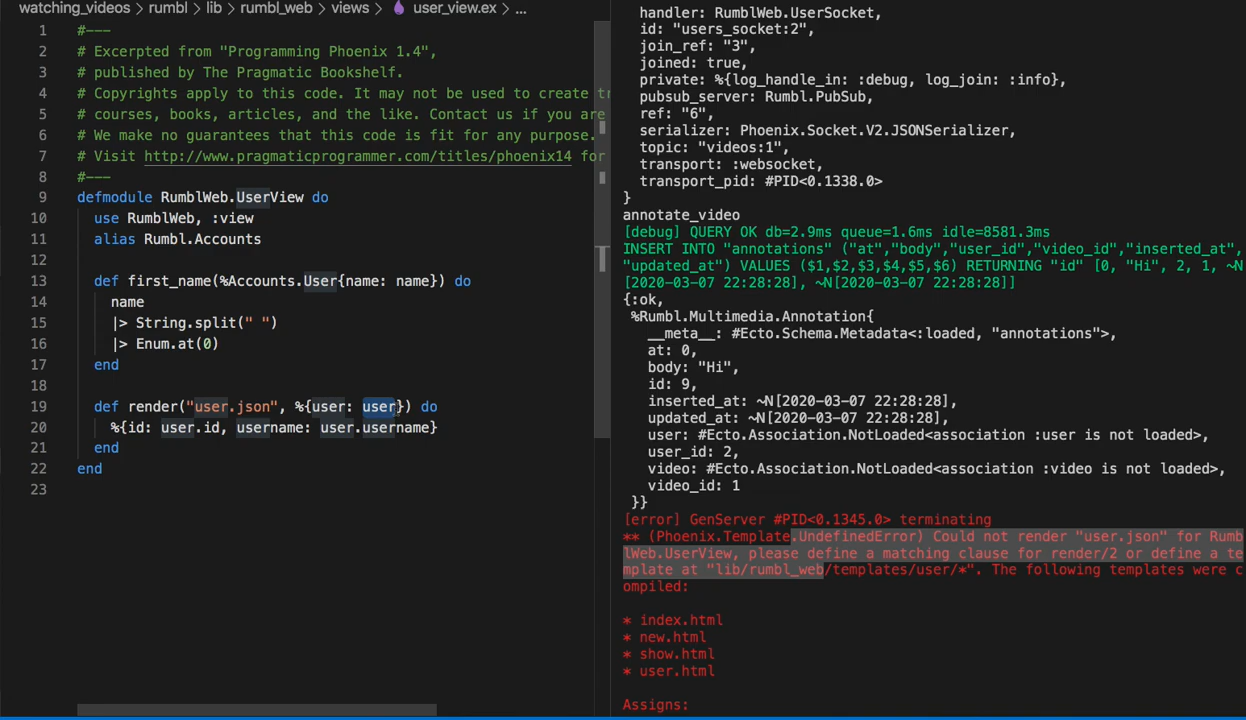 watching_videos > rumbl > lib > rumbl_web > views > user_view.ex > ...
1 #---
2 # Excerpted from "Programming Phoenix 1.4",
3 # published by The Pragmatic Bookshelf.
4 # Copyrights apply to this code. It may not be used to create tr
5 # courses, books, articles, and the like. Contact us if you are
6 # We make no guarantees that this code is fit for any purpose.
7 # Visit http://www.pragmaticprogrammer.com/titles/phoenix14 for
8 #---
9 defmodule RumblWeb.UserView do
10 use RumblWeb, :view
11 alias Rumbl.Accounts
12
13 def first_name(%Accounts.User{name: name}) do
14 name
15 |> String.split(" ")
16 |> Enum.at(0)
17 end
18
19 def render("user.json", %{user: user}) do
20 %{id: user.id, username: user.username}
21 end
22 end
23
handler: RumblWeb.UserSocket,
id: "users_socket:2",
join_ref: "3",
joined: true,
private: %{log_handle_in: :debug, log_join: :info},
pubsub_server: Rumbl.PubSub,
ref: "6",
serializer: Phoenix.Socket.V2.JSONSerializer,
topic: "videos:1",
transport: :websocket,
transport_pid: #PID<0.1338.0>
}
annotate_video
[debug] QUERY OK db=2.9ms queue=1.6ms idle=8581.3ms
INSERT INTO "annotations" ("at","body","user_id","video_id","inserted_at",
"updated_at") VALUES ($1,$2,$3,$4,$5,$6) RETURNING "id" [0, "Hi", 2, 1, ~N
[2020-03-07 22:28:28], ~N[2020-03-07 22:28:28]]
{:ok,
%Rumbl.Multimedia.Annotation{
__meta__: #Ecto.Schema.Metadata<:loaded, "annotations">,
at: 0,
body: "Hi",
id: 9,
inserted_at: ~N[2020-03-07 22:28:28],
updated_at: ~N[2020-03-07 22:28:28],
user: #Ecto.Association.NotLoaded<association :user is not loaded>,
user_id: 2,
video: #Ecto.Association.NotLoaded<association :video is not loaded>,
video_id: 1
}}
[error] GenServer #PID<0.1345.0> terminating
** (Phoenix.Template.UndefinedError) Could not render "user.json" for Rumb
lWeb.UserView, please define a matching clause for render/2 or define a te
mplate at "lib/rumbl_web/templates/user/*". The following templates were c
ompiled:
* index.html
* new.html
* show.html
* user.html
Assigns: